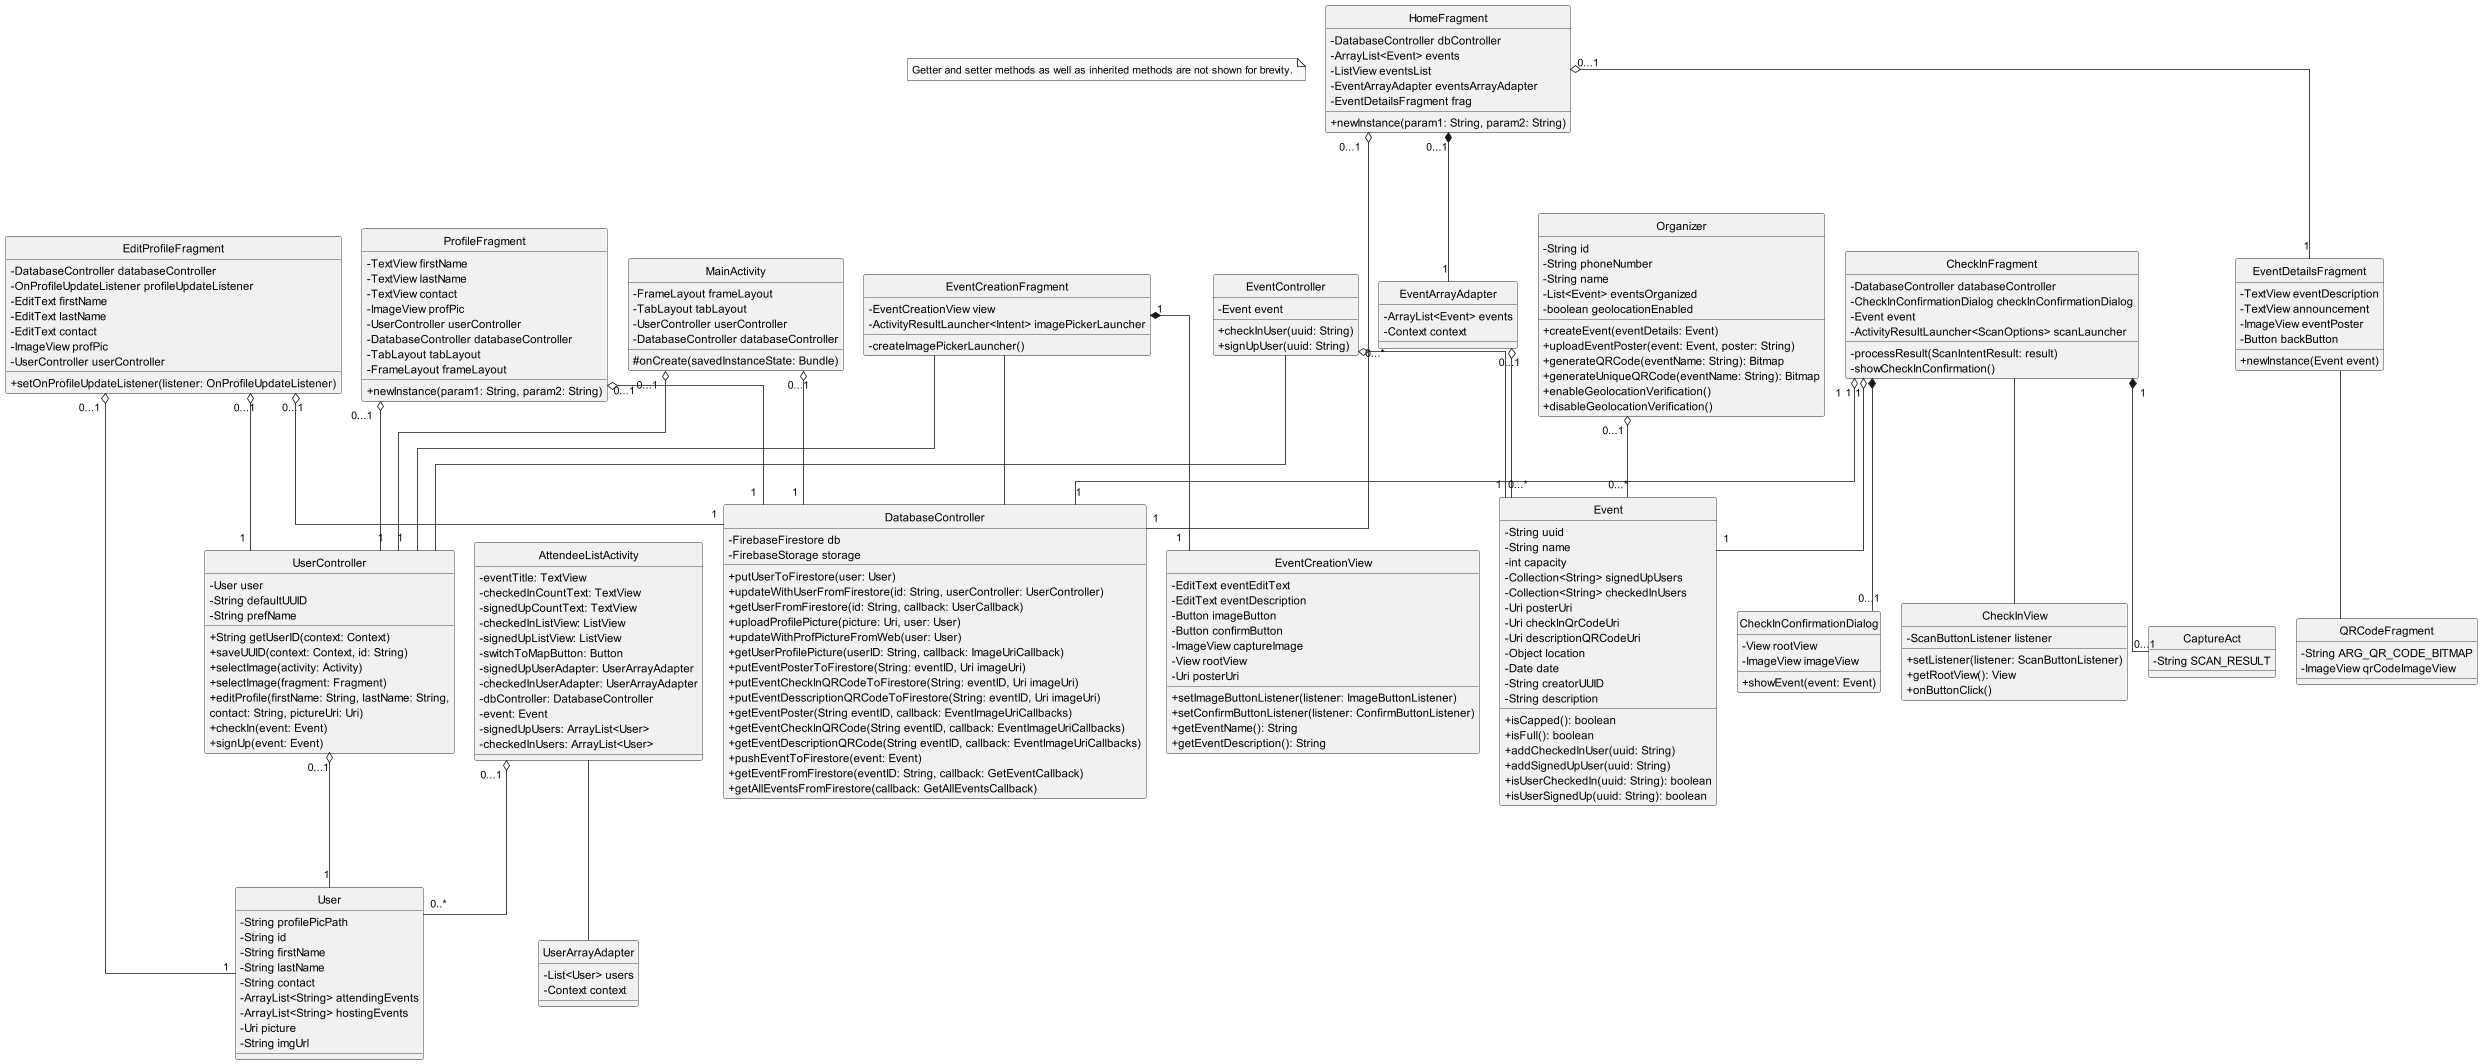 HomeFragment
-DatabaseController dbController
-ArrayList<Event> events
-ListView eventsList
-EventArrayAdapter eventsArrayAdapter
-EventDetailsFragment frag
+newInstance(param1: String, param2: String)
Getter and setter methods as well as inherited methods are not shown for brevity.
0...1
0...1
0...1
1
1
EditProfileFragment
-DatabaseController databaseController
-OnProfileUpdateListener profileUpdateListener
-EditText firstName
-EditText lastName
-EditText contact
-ImageView profPic
-UserController userController
+setOnProfileUpdateListener(listener: OnProfileUpdateListener)
0...1
0...1
0...1
ProfileFragment
-TextView firstName
-TextView lastName
-TextView contact
-ImageView profPic
-UserController userController
-DatabaseController databaseController
-TabLayout tabLayout
-FrameLayout frameLayout
+newInstance(param1: String, param2: String)
0...1
0...1
MainActivity
-FrameLayout frameLayout
-TabLayout tabLayout
-UserController userController
-DatabaseController databaseController
#onCreate(savedInstanceState: Bundle)
0...1
0...1
EventCreationFragment
-EventCreationView view
-ActivityResultLauncher<Intent> imagePickerLauncher
-createImagePickerLauncher()
1
EventController
-Event event
+checkInUser(uuid: String)
+signUpUser(uuid: String)
0...*
EventArrayAdapter
-ArrayList<Event> events
-Context context
0...1
Organizer
-String id
-String phoneNumber
-String name
-List<Event> eventsOrganized
-boolean geolocationEnabled
+createEvent(eventDetails: Event)
+uploadEventPoster(event: Event, poster: String)
+generateQRCode(eventName: String): Bitmap
+generateUniqueQRCode(eventName: String): Bitmap
+enableGeolocationVerification()
+disableGeolocationVerification()
0...1
CheckInFragment
-DatabaseController databaseController
-CheckInConfirmationDialog checkInConfirmationDialog
-Event event
-ActivityResultLauncher<ScanOptions> scanLauncher
-processResult(ScanIntentResult: result)
-showCheckInConfirmation()
1
1
1
1
EventDetailsFragment
-TextView eventDescription
-TextView announcement
-ImageView eventPoster
-Button backButton
+newInstance(Event event)
1
1
1
1
0...*
0...*
1
1
1
1
1
1
1
1
0...1
0...1
UserController
-User user
-String defaultUUID
-String prefName
+String getUserID(context: Context)
+saveUUID(context: Context, id: String)
+selectImage(activity: Activity)
+selectImage(fragment: Fragment)
+editProfile(firstName: String, lastName: String,
contact: String, pictureUri: Uri)
+checkIn(event: Event)
+signUp(event: Event)
0...1
AttendeeListActivity
-eventTitle: TextView
-checkedInCountText: TextView
-signedUpCountText: TextView
-checkedInListView: ListView
-signedUpListView: ListView
-switchToMapButton: Button
-signedUpUserAdapter: UserArrayAdapter
-checkedInUserAdapter: UserArrayAdapter
-dbController: DatabaseController
-event: Event
-signedUpUsers: ArrayList<User>
-checkedInUsers: ArrayList<User>
0...1
DatabaseController
-FirebaseFirestore db
-FirebaseStorage storage
+putUserToFirestore(user: User)
+updateWithUserFromFirestore(id: String, userController: UserController)
+getUserFromFirestore(id: String, callback: UserCallback)
+uploadProfilePicture(picture: Uri, user: User)
+updateWithProfPictureFromWeb(user: User)
+getUserProfilePicture(userID: String, callback: ImageUriCallback)
+putEventPosterToFirestore(String: eventID, Uri imageUri)
+putEventCheckInQRCodeToFirestore(String: eventID, Uri imageUri)
+putEventDesscriptionQRCodeToFirestore(String: eventID, Uri imageUri)
+getEventPoster(String eventID, callback: EventImageUriCallbacks)
+getEventCheckInQRCode(String eventID, callback: EventImageUriCallbacks)
+getEventDescriptionQRCode(String eventID, callback: EventImageUriCallbacks)
+pushEventToFirestore(event: Event)
+getEventFromFirestore(eventID: String, callback: GetEventCallback)
+getAllEventsFromFirestore(callback: GetAllEventsCallback)
EventCreationView
-EditText eventEditText
-EditText eventDescription
-Button imageButton
-Button confirmButton
-ImageView captureImage
-View rootView
-Uri posterUri
+setImageButtonListener(listener: ImageButtonListener)
+setConfirmButtonListener(listener: ConfirmButtonListener)
+getEventName(): String
+getEventDescription(): String
Event
-String uuid
-String name
-int capacity
-Collection<String> signedUpUsers
-Collection<String> checkedInUsers
-Uri posterUri
-Uri checkInQrCodeUri
-Uri descriptionQRCodeUri
-Object location
-Date date
-String creatorUUID
-String description
+isCapped(): boolean
+isFull(): boolean
+addCheckedInUser(uuid: String)
+addSignedUpUser(uuid: String)
+isUserCheckedIn(uuid: String): boolean
+isUserSignedUp(uuid: String): boolean
CheckInConfirmationDialog
-View rootView
-ImageView imageView
+showEvent(event: Event)
CheckInView
-ScanButtonListener listener
+setListener(listener: ScanButtonListener)
+getRootView(): View
+onButtonClick()
CaptureAct
-String SCAN_RESULT
QRCodeFragment
-String ARG_QR_CODE_BITMAP
-ImageView qrCodeImageView
1
0..*
1
User
-String profilePicPath
-String id
-String firstName
-String lastName
-String contact
-ArrayList<String> attendingEvents
-ArrayList<String> hostingEvents
-Uri picture
-String imgUrl
UserArrayAdapter
-List<User> users
-Context context